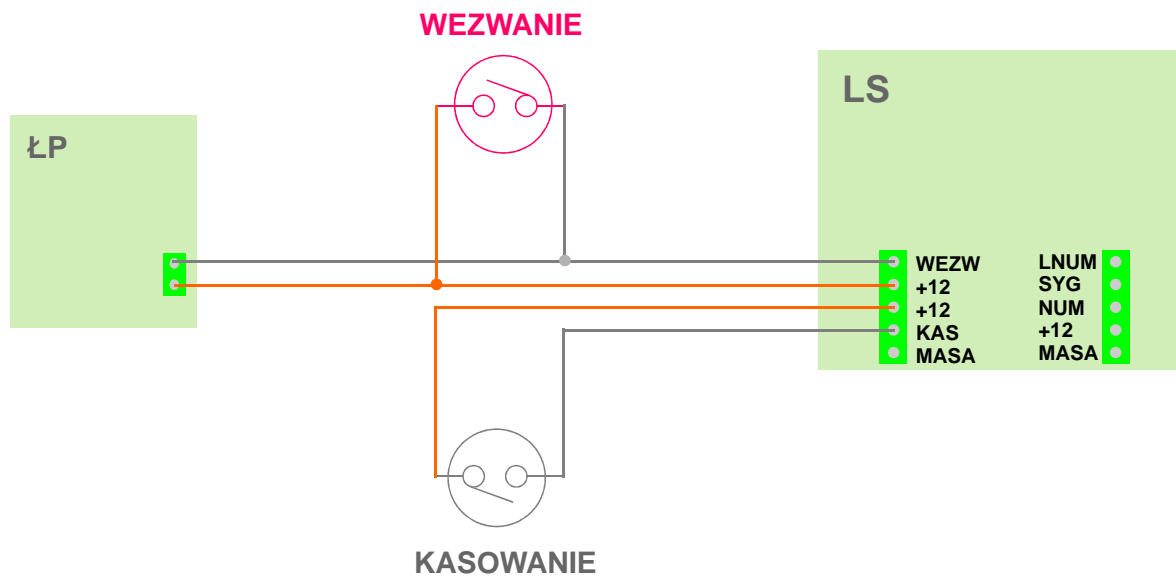 WEZWANIE
LS
ŁP
WEZW
+12
+12
KAS
MASA
LNUM
SYG
NUM
+12
MASA
KASOWANIE